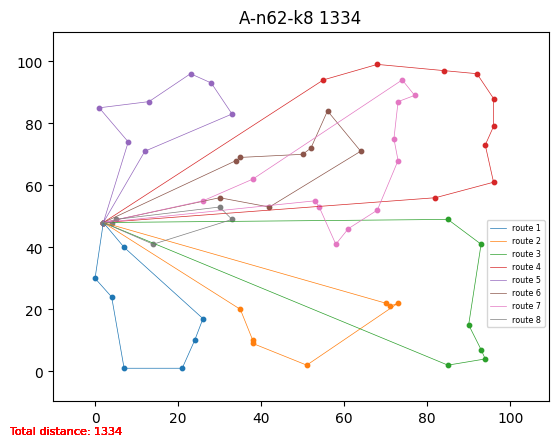 A-n62-k8 1334
100
80
60
40
20
0
route 1
route 2
route 3
route 4
route 5
route 6
route 7
route 8
0 20 40 60 80 100
Total distance: 1334